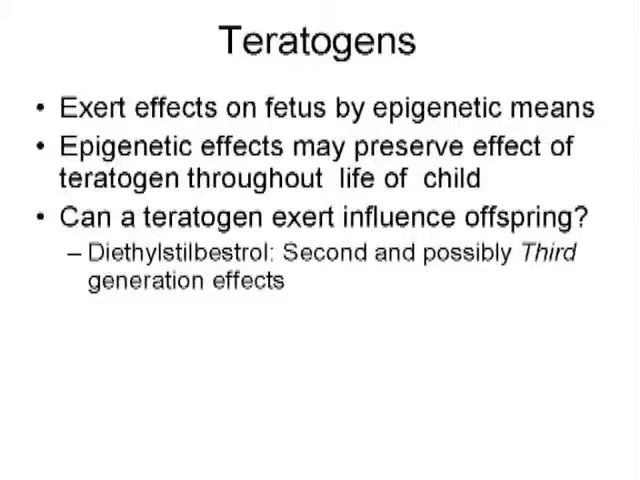 Teratogens
• Exert effects on fetus by epigenetic means
• Epigenetic effects may preserve effect of
teratogen throughout life of child
• Can a teratogen exert influence offspring?
– Diethylstilbestrol: Second and possibly Third
generation effects